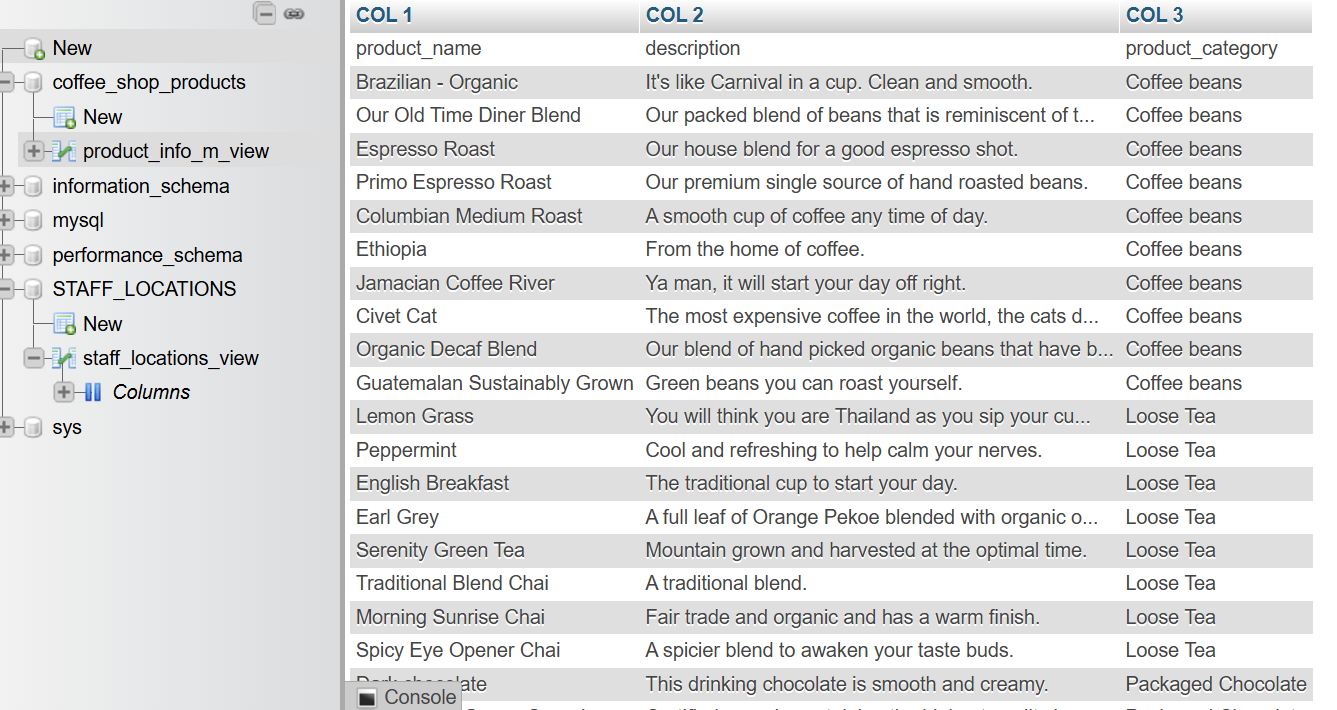 New
coffee_shop_products
New
product_info_m_view
information_schema
mysql
performance_schema
STAFF_LOCATIONS
New
staff_locations_view
Columns
sys
COL 1 COL 2 COL 3
product_name description product_category
Brazilian - Organic It's like Carnival in a cup. Clean and smooth. Coffee beans
Our Old Time Diner Blend Our packed blend of beans that is reminiscent of t... Coffee beans
Espresso Roast Our house blend for a good espresso shot. Coffee beans
Primo Espresso Roast Our premium single source of hand roasted beans. Coffee beans
Columbian Medium Roast A smooth cup of coffee any time of day. Coffee beans
Ethiopia From the home of coffee. Coffee beans
Jamacian Coffee River Ya man, it will start your day off right. Coffee beans
Civet Cat The most expensive coffee in the world, the cats d... Coffee beans
Organic Decaf Blend Our blend of hand picked organic beans that have b... Coffee beans
Guatemalan Sustainably Grown Green beans you can roast yourself. Coffee beans
Lemon Grass You will think you are Thailand as you sip your cu... Loose Tea
Peppermint Cool and refreshing to help calm your nerves. Loose Tea
English Breakfast The traditional cup to start your day. Loose Tea
Earl Grey A full leaf of Orange Pekoe blended with organic o... Loose Tea
Serenity Green Tea Mountain grown and harvested at the optimal time. Loose Tea
Traditional Blend Chai A traditional blend. Loose Tea
Morning Sunrise Chai Fair trade and organic and has a warm finish. Loose Tea
Spicy Eye Opener Chai A spicier blend to awaken your taste buds. Loose Tea
Dark chocolate This drinking chocolate is smooth and creamy. Packaged Chocolate
Console